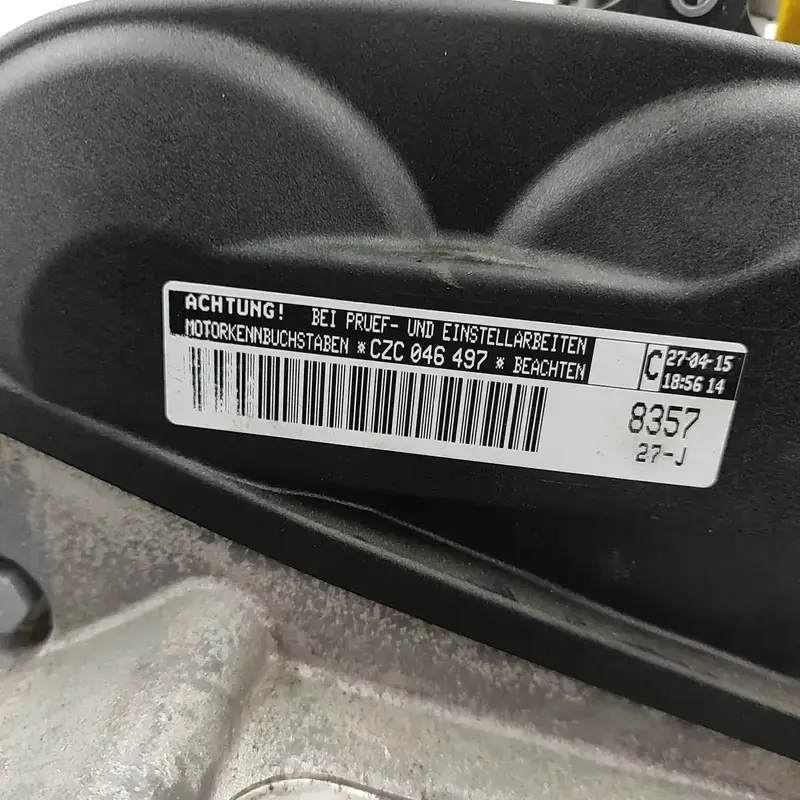 ACHTUNG! BEI PRUEF- UND EINSTELLARBEITEN
MOTORKENNBUCHSTABEN *CZC 046 497 * BEACHTEN
C
27-04-15
18:56 14
8357
27-J